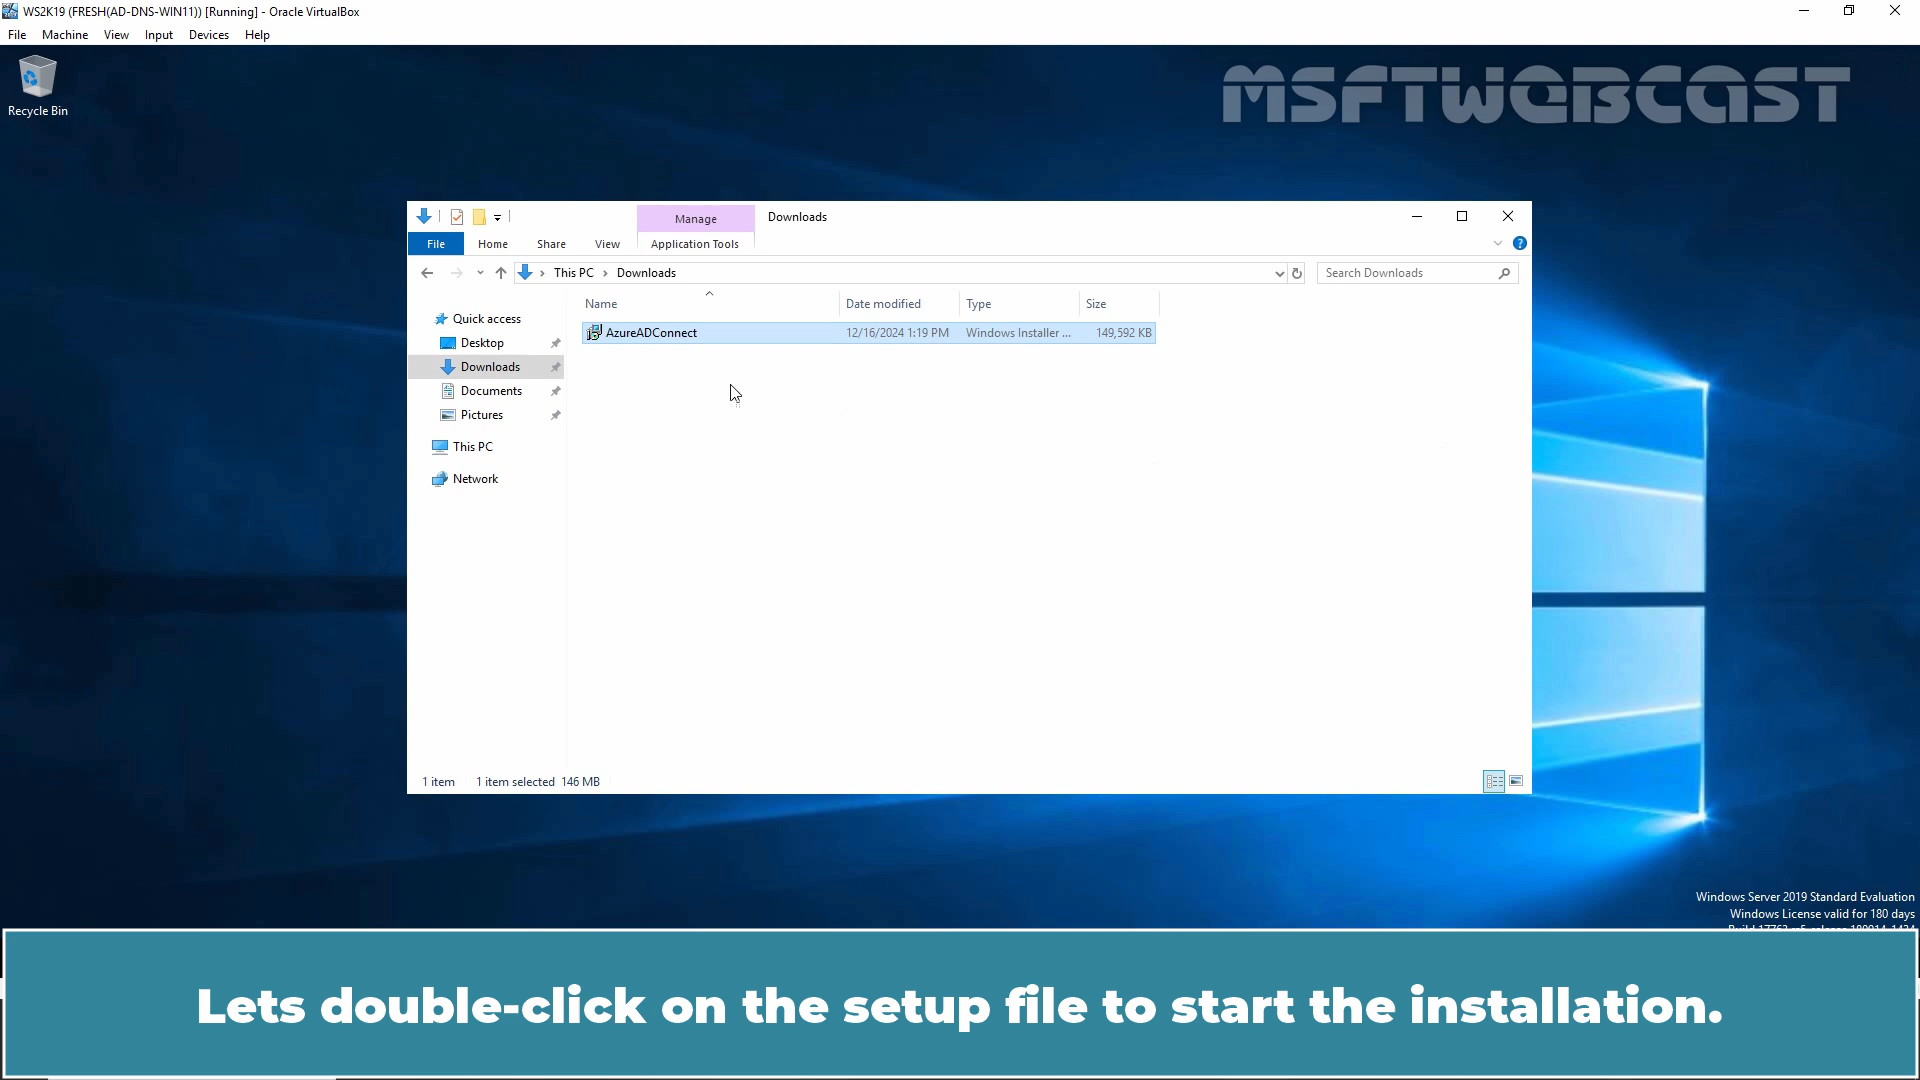 WS2K19 (FRESH(AD-DNS-WIN11)) [Running] - Oracle VirtualBox
File Machine View Input Devices Help
Recycle Bin
MSFTWEBCAST
Manage Downloads
File Home Share View Application Tools
This PC Downloads Search Downloads
Name Date modified Type Size
AzureADConnect 12/16/2024 1:19 PM Windows Installer ... 149,592 KB
Quick access
Desktop
Downloads
Documents
Pictures
This PC
Network
1 item 1 item selected 146 MB
Windows Server 2019 Standard Evaluation
Windows License valid for 180 days
Lets double-click on the setup file to start the installation.